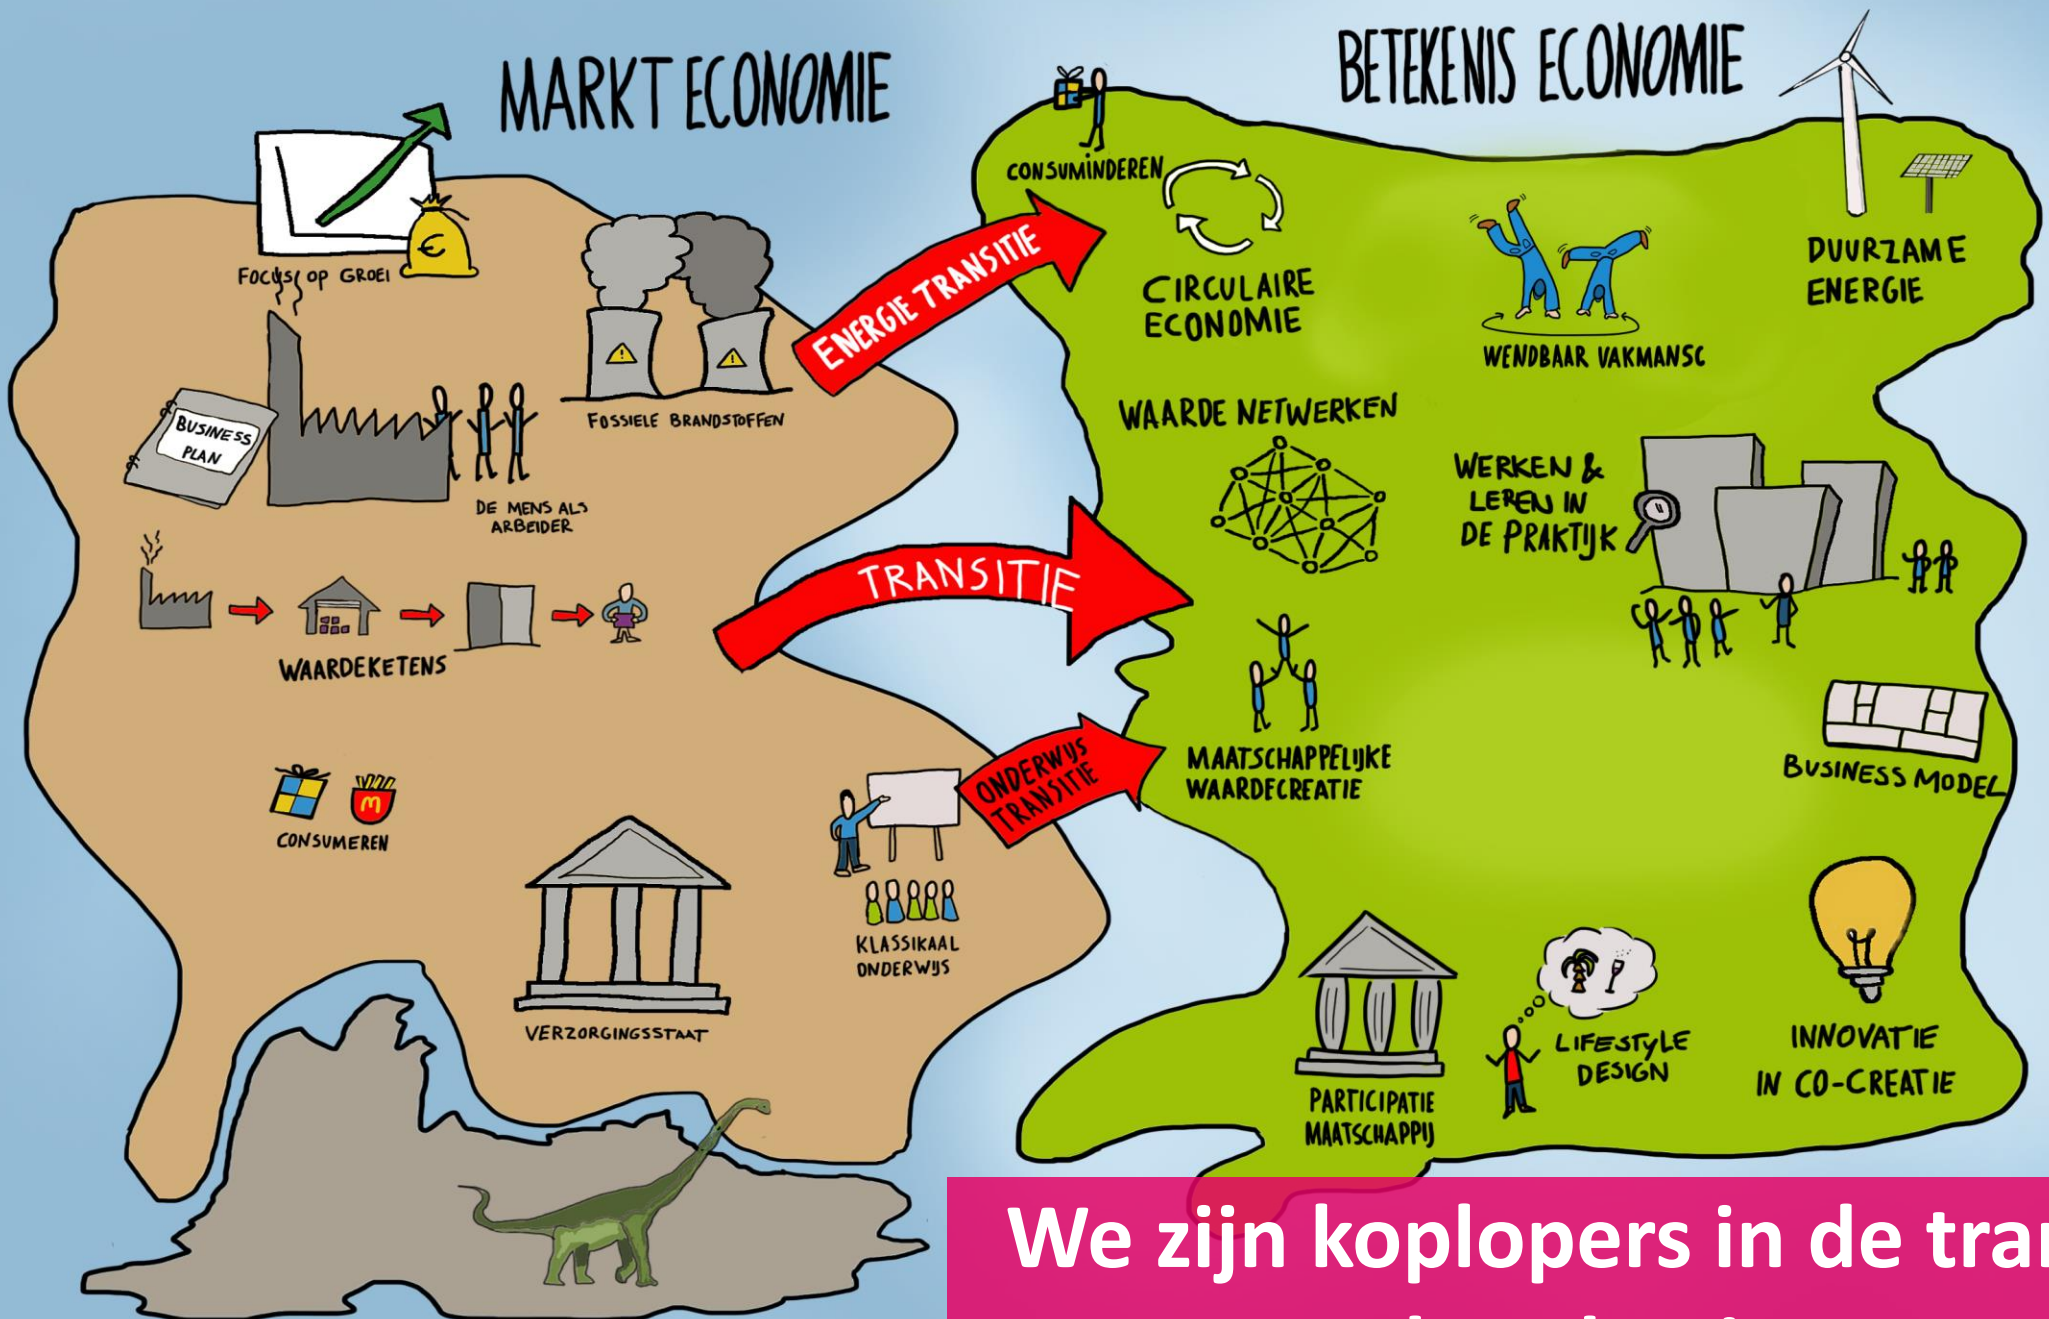 MARKT ECONOMIE
FOCUS OP GROEI
€
FOSSIELE BRANDSTOFFEN
BUSINESS
PLAN
DE MENS ALS
ARBEIDER
WAARDEKETENS
CONSUMEREN
M
VERZORGINGSSTAAT
KLASSIKAAL
ONDERWIJS
ENERGIE TRANSITIE
TRANSITIE
ONDERWIJS
TRANSITIE
BETEKENIS ECONOMIE
CONSUMINDEREN
CIRCULAIRE
ECONOMIE
WENDBAAR VAKMANSC
DUURZAME
ENERGIE
WAARDE NETWERKEN
WERKEN &
LEREN IN
DE PRAKTIJK
MAATSCHAPPELIJKE
WAARDECREATIE
BUSINESS MODEL
PARTICIPATIE
MAATSCHAPPIJ
LIFESTYLE
DESIGN
INNOVATIE
IN CO-CREATIE
We zijn koplopers in de tran